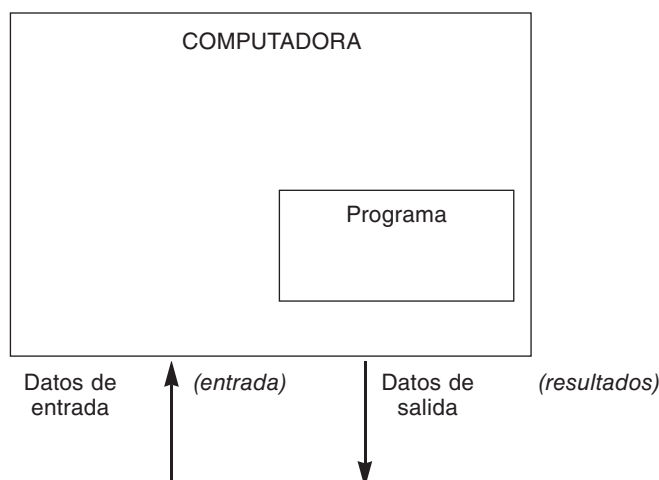 COMPUTADORA
Programa
Datos de
entrada
(entrada)
Datos de
salida
(resultados)